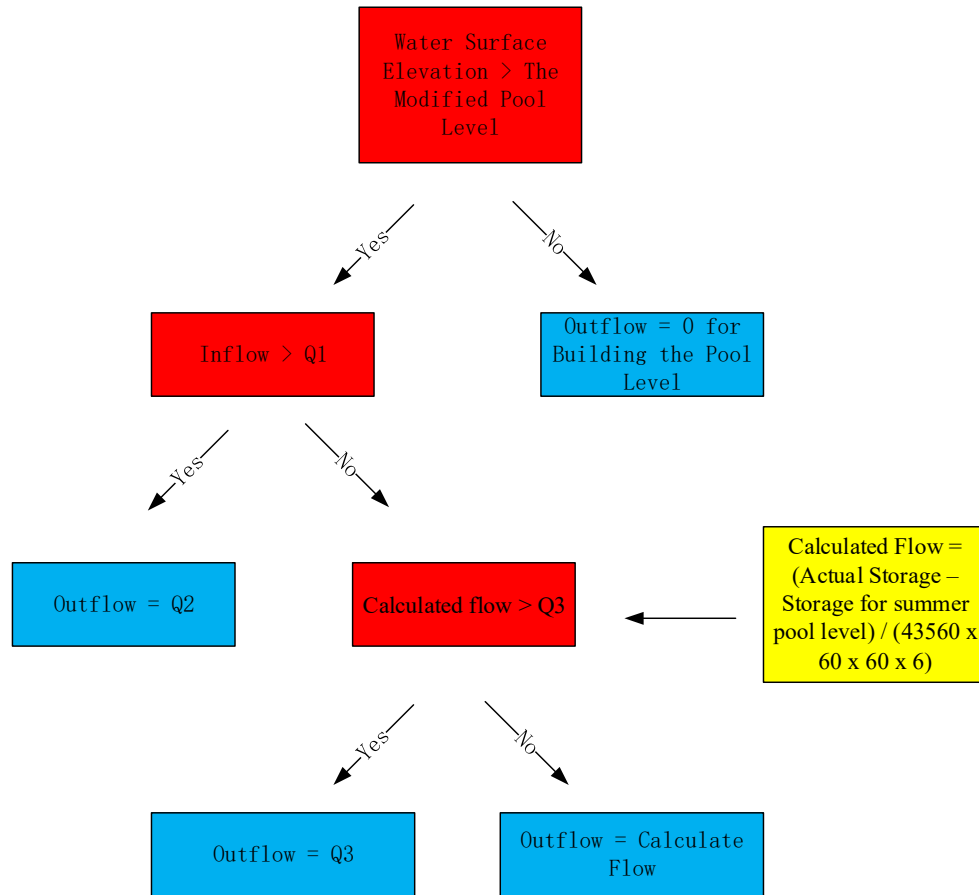 Water Surface
Elevation > The
Modified Pool
Level
Yes
No
Inflow > Q1
Outflow = 0 for
Building the Pool
Level
Yes
No
Outflow = Q2
Calculated flow > Q3
Calculated Flow =
(Actual Storage –
Storage for summer
pool level) / (43560 x
60 x 60 x 6)
Yes
No
Outflow = Q3
Outflow = Calculate
Flow